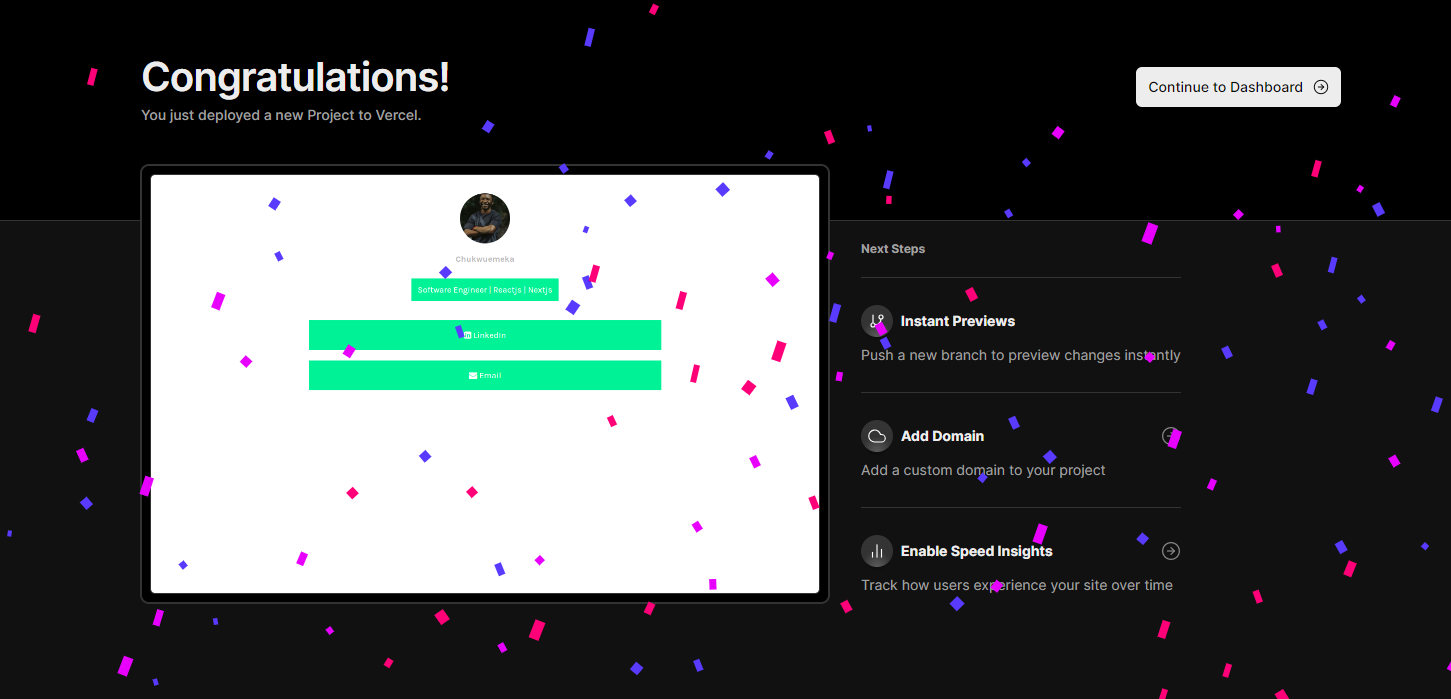 Congratulations!
You just deployed a new Project to Vercel.
Continue to Dashboard
Chukwuemeka
Software Engineer | Reactjs | Nextjs
LinkedIn
Email
Next Steps
Instant Previews
Push a new branch to preview changes instantly
Add Domain
Add a custom domain to your project
Enable Speed Insights
Track how users experience your site over time